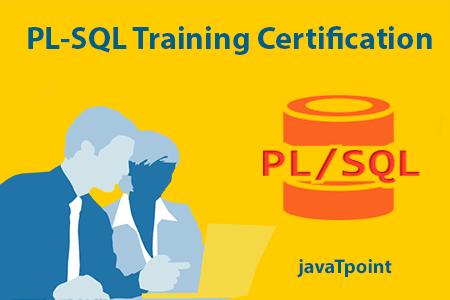 PL-SQL Training Certification
PL/SQL
javaTpoint